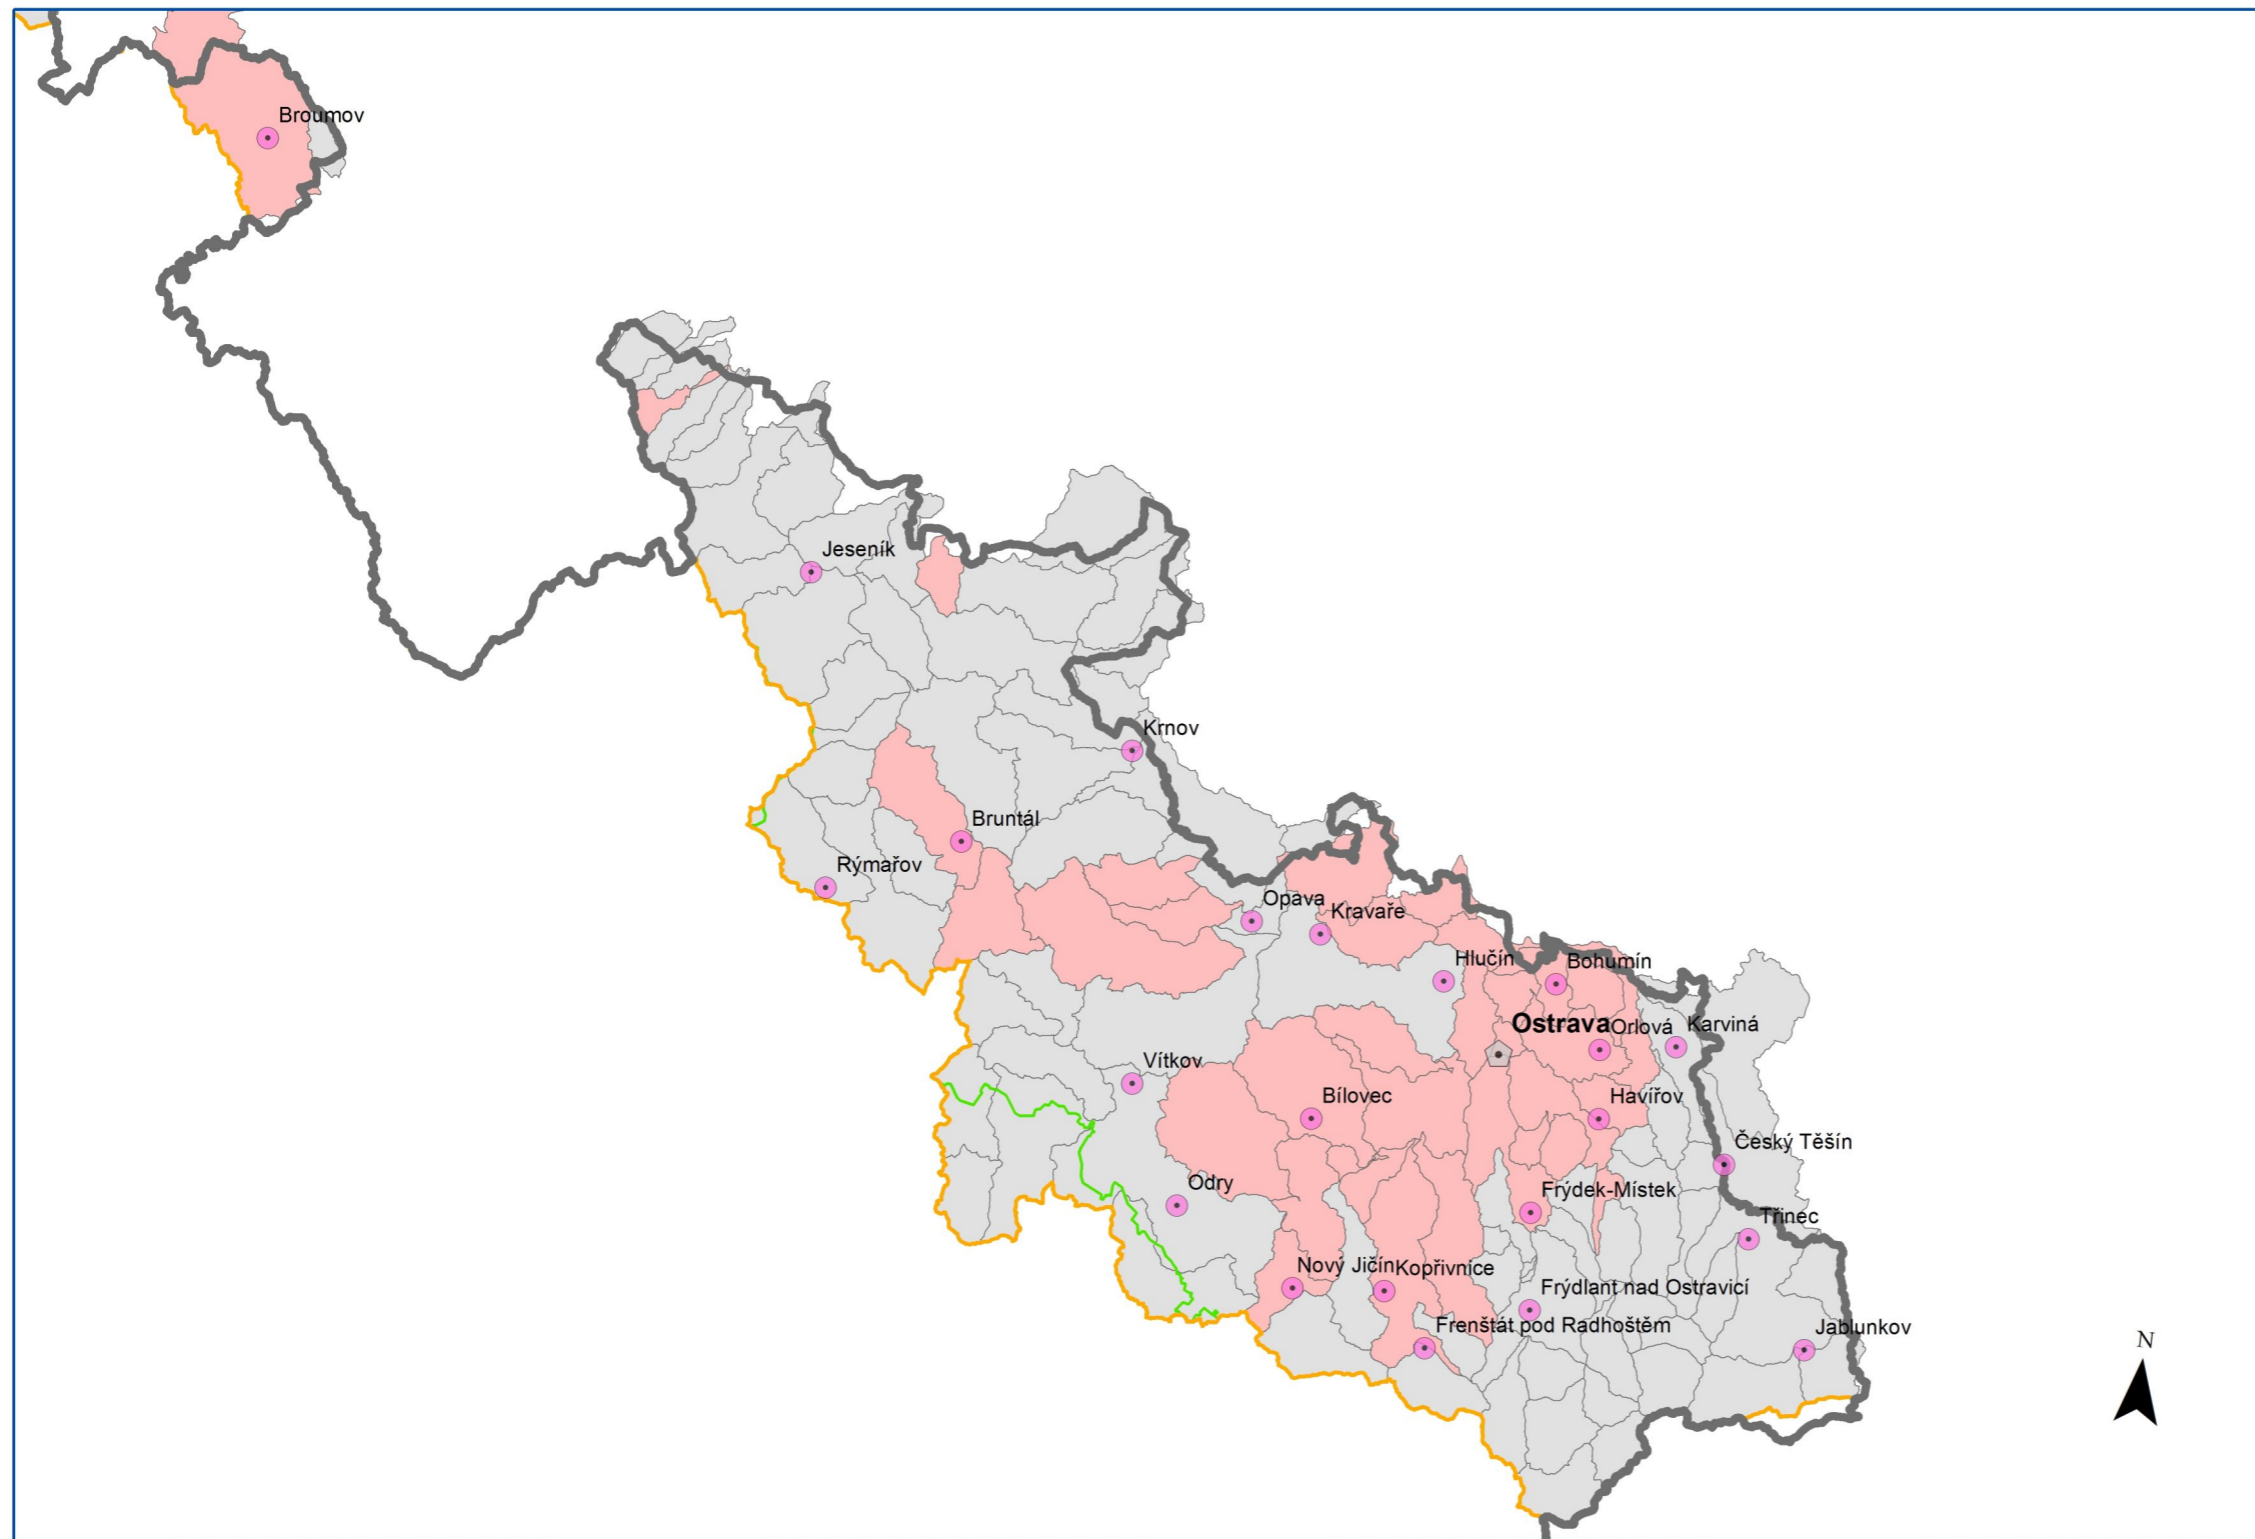 Broumov
Jeseník
Krnov
Bruntál
Rýmařov
Opava
Kravaře
Hlučín
Bohumín
Ostrava
Orlová
Karviná
Vítkov
Bílovec
Havířov
Český Těšín
Odry
Frýdek-Místek
Třinec
Nový Jičín
Kopřivnice
Frýdlant nad Ostravicí
Frenštát pod Radhoštěm
Jablunkov
N